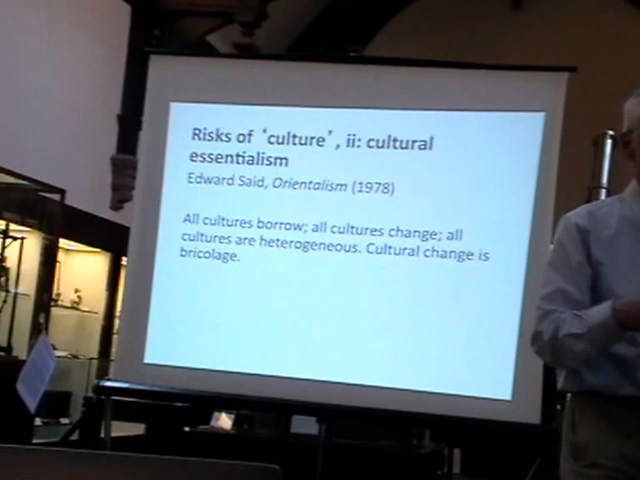 Risks of ‘culture’, ii: cultural
essentialism
Edward Said, Orientalism (1978)
All cultures borrow; all cultures change; all
cultures are heterogeneous. Cultural change is
bricolage.